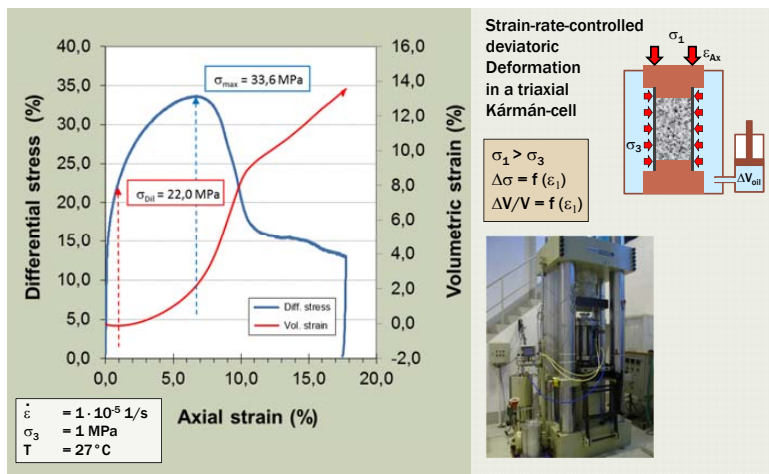 40,0
35,0
30,0
25,0
20,0
15,0
10,0
5,0
0,0
Differential stress (%)
16,0
14,0
12,0
10,0
8,0
6,0
4,0
2,0
0,0
-2,0
Volumetric strain (%)
σmax = 33,6 MPa
σDil = 22,0 MPa
Diff. stress
Vol. strain
0,0 5,0 10,0 15,0 20,0
Axial strain (%)
ε̇ = 1 · 10⁻⁵ 1/s
σ₃ = 1 MPa
T = 27°C
Strain-rate-controlled
deviatoric
Deformation
in a triaxial
Kármán-cell
σ₁ > σ₃
Δσ = f (ε₁)
ΔV/V = f (ε₁)
σ₁
εAx
σ₃
ΔVoil